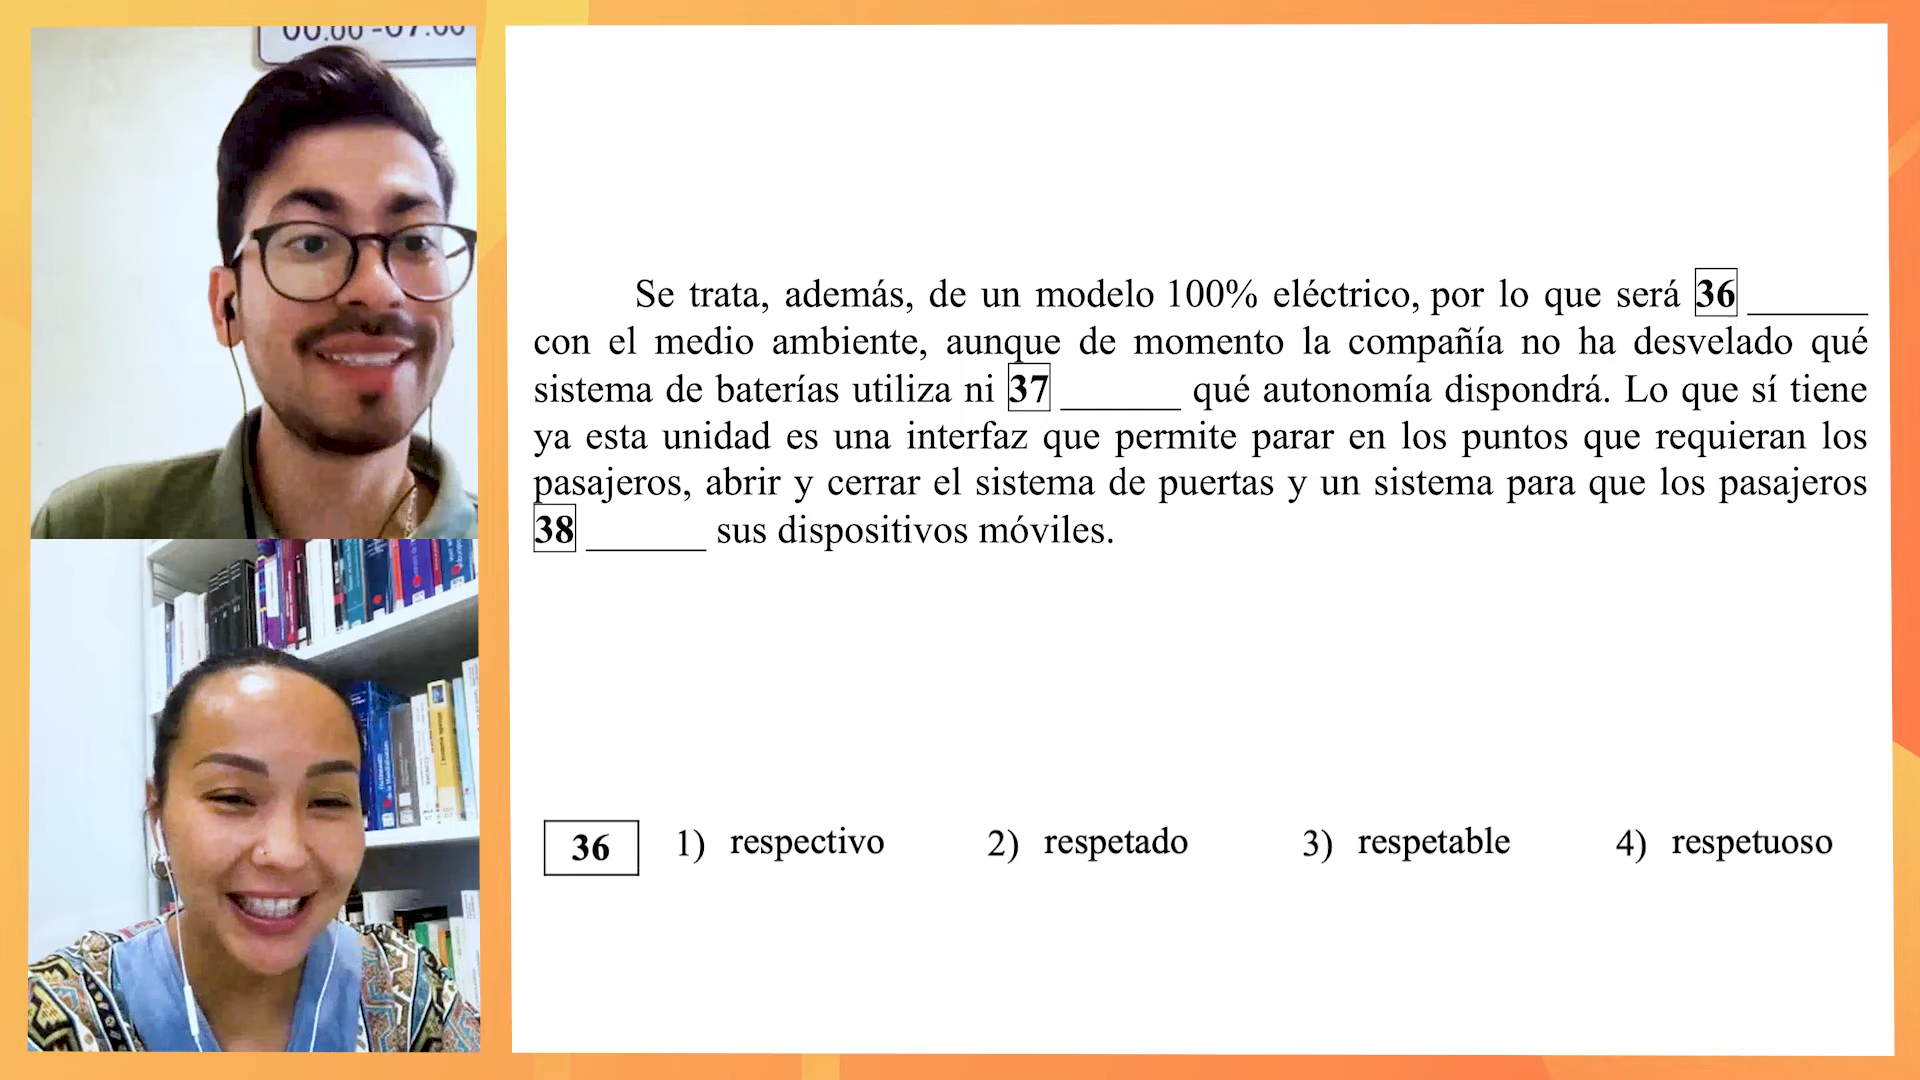 Se trata, además, de un modelo 100% eléctrico, por lo que será 36 ______
con el medio ambiente, aunque de momento la compañía no ha desvelado qué
sistema de baterías utiliza ni 37 ______ qué autonomía dispondrá. Lo que sí tiene
ya esta unidad es una interfaz que permite parar en los puntos que requieran los
pasajeros, abrir y cerrar el sistema de puertas y un sistema para que los pasajeros
38 ______ sus dispositivos móviles.
36 1) respectivo 2) respetado 3) respetable 4) respetuoso